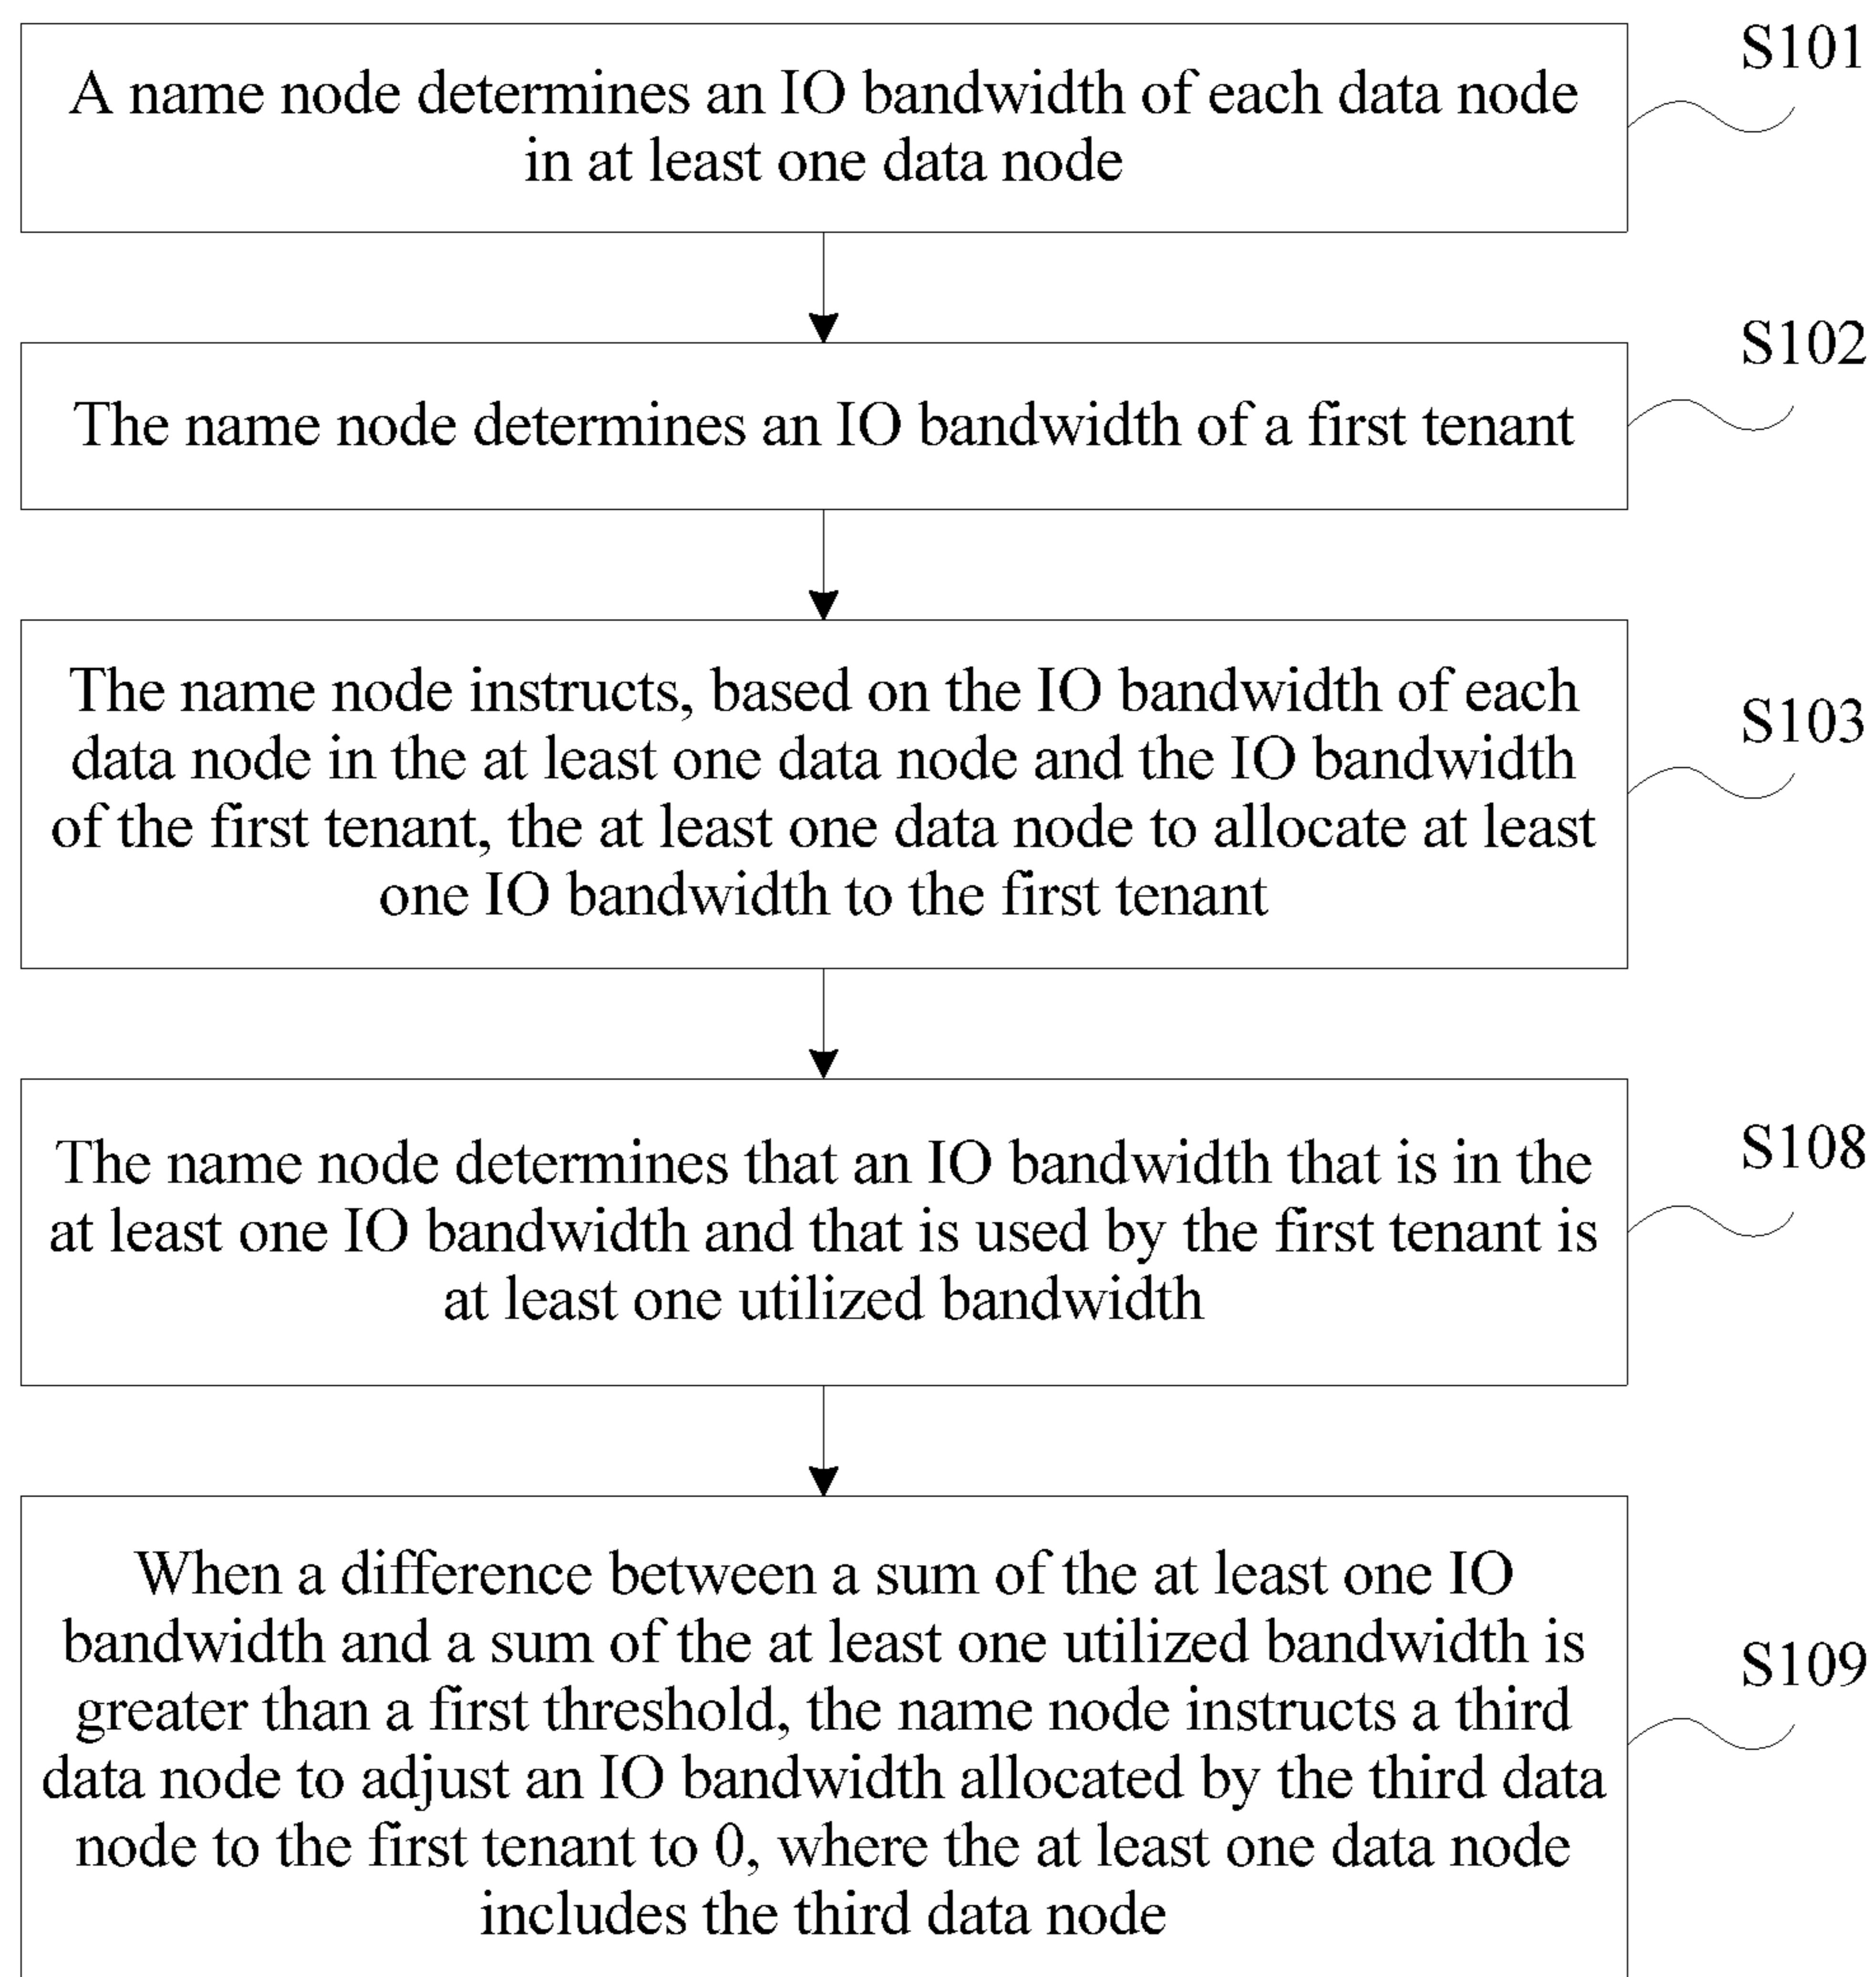 A name node determines an IO bandwidth of each data node
in at least one data node
S101
The name node determines an IO bandwidth of a first tenant
S102
The name node instructs, based on the IO bandwidth of each
data node in the at least one data node and the IO bandwidth
of the first tenant, the at least one data node to allocate at least
one IO bandwidth to the first tenant
S103
The name node determines that an IO bandwidth that is in the
at least one IO bandwidth and that is used by the first tenant is
at least one utilized bandwidth
S108
When a difference between a sum of the at least one IO
bandwidth and a sum of the at least one utilized bandwidth is
greater than a first threshold, the name node instructs a third
data node to adjust an IO bandwidth allocated by the third data
node to the first tenant to 0, where the at least one data node
includes the third data node
S109